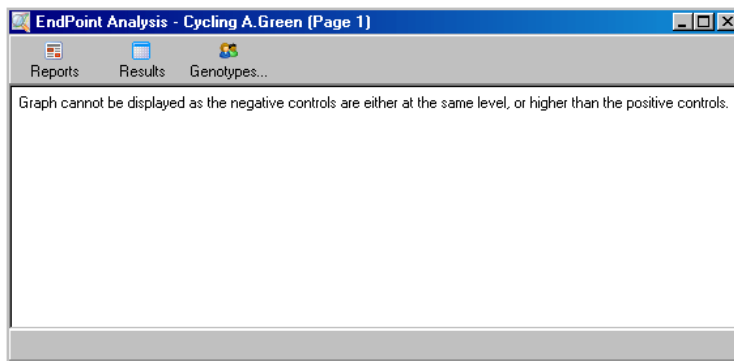 EndPoint Analysis - Cycling A.Green (Page 1)
Reports Results Genotypes...
Graph cannot be displayed as the negative controls are either at the same level, or higher than the positive controls.